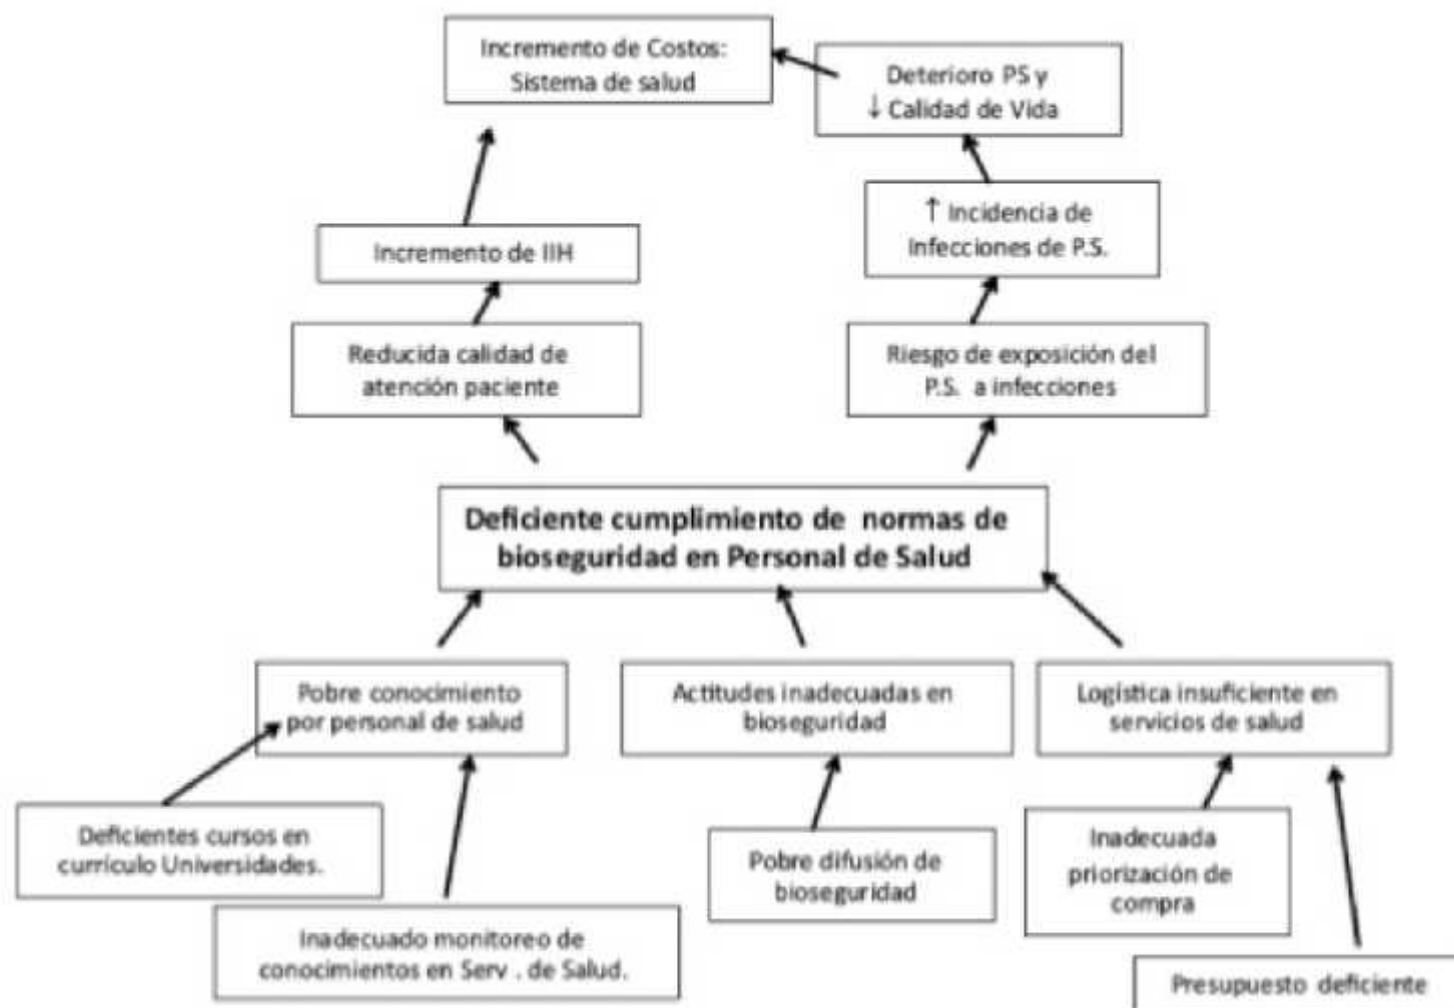 Incremento de Costos:
Sistema de salud
Deterioro PS y
↓ Calidad de Vida
↑ Incidencia de
Infecciones de P.S.
Incremento de IIH
Reducida calidad de
atención paciente
Riesgo de exposición del
P.S. a infecciones
Deficiente cumplimiento de normas de
bioseguridad en Personal de Salud
Pobre conocimiento
por personal de salud
Actitudes inadecuadas en
bioseguridad
Logística insuficiente en
servicios de salud
Deficientes cursos en
currículo Universidades.
Inadecuado monitoreo de
conocimientos en Serv . de Salud.
Pobre difusión de
bioseguridad
Inadecuada
priorización de
compra
Presupuesto deficiente